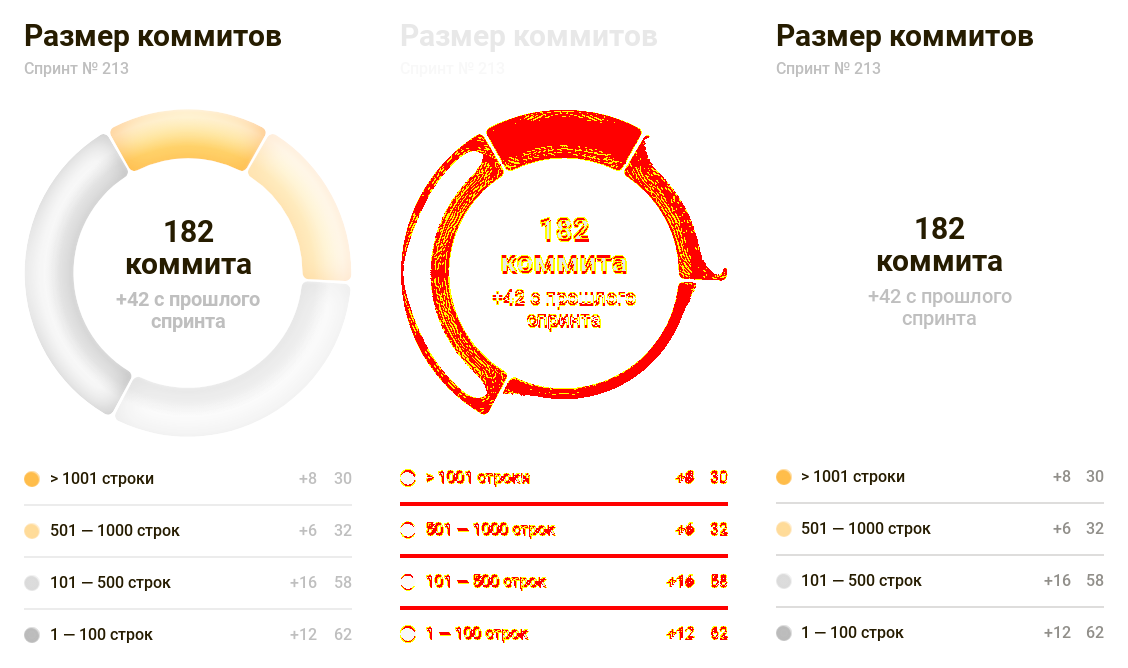 Размер коммитов
Спринт № 213
182
коммита
+42 с прошлого
спринта
> 1001 строки +8 30
501 — 1000 строк +6 32
101 — 500 строк +16 58
1 — 100 строк +12 62
Размер коммитов
Спринт № 213
182
коммита
+42 с прошлого
спринта
> 1001 строки +8 30
501 — 1000 строк +6 32
101 — 500 строк +16 58
1 — 100 строк +12 62
Размер коммитов
Спринт № 213
182
коммита
+42 с прошлого
спринта
> 1001 строки +8 30
501 — 1000 строк +6 32
101 — 500 строк +16 58
1 — 100 строк +12 62